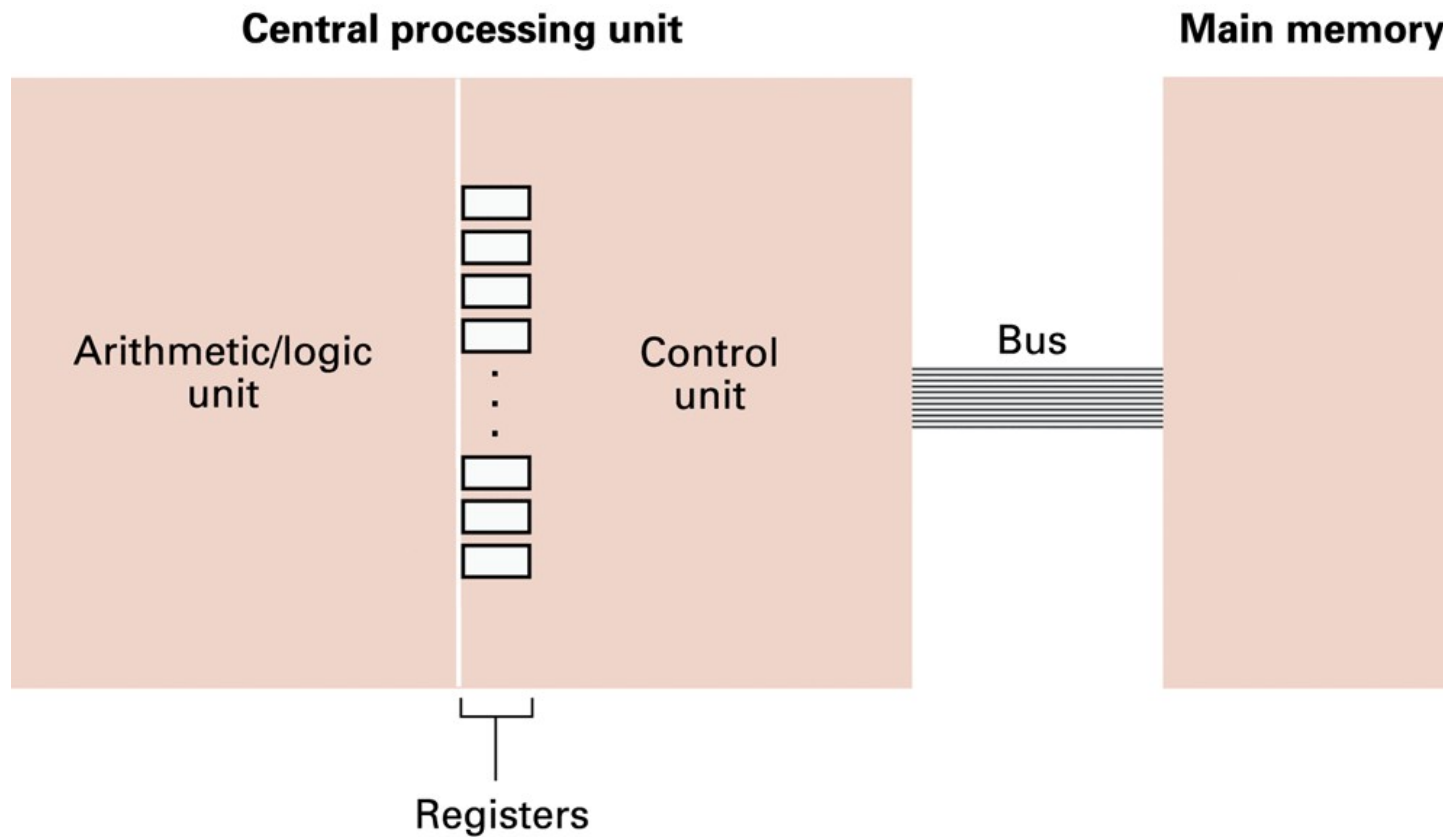 Central processing unit
Main memory
Arithmetic/logic
unit
Control
unit
Bus
Registers